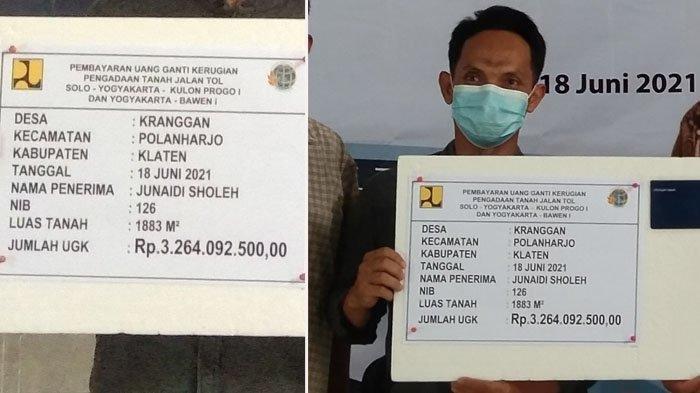 PEMBAYARAN UANG GANTI KERUGIAN
PENGADAAN TANAH JALAN TOL
SOLO - YOGYAKARTA - KULON PROGO I
DAN YOGYAKARTA - BAWEN I
DESA : KRANGGAN
KECAMATAN : POLANHARJO
KABUPATEN : KLATEN
TANGGAL : 18 JUNI 2021
NAMA PENERIMA : JUNAIDI SHOLEH
NIB : 126
LUAS TANAH : 1883 M²
JUMLAH UGK : Rp.3.264.092.500,00
18 Juni 2021
PEMBAYARAN UANG GANTI KERUGIAN
PENGADAAN TANAH JALAN TOL
SOLO - YOGYAKARTA - KULON PROGO I
DAN YOGYAKARTA - BAWEN I
DESA : KRANGGAN
KECAMATAN : POLANHARJO
KABUPATEN : KLATEN
TANGGAL : 18 JUNI 2021
NAMA PENERIMA : JUNAIDI SHOLEH
NIB : 126
LUAS TANAH : 1883 M²
JUMLAH UGK : Rp.3.264.092.500,00